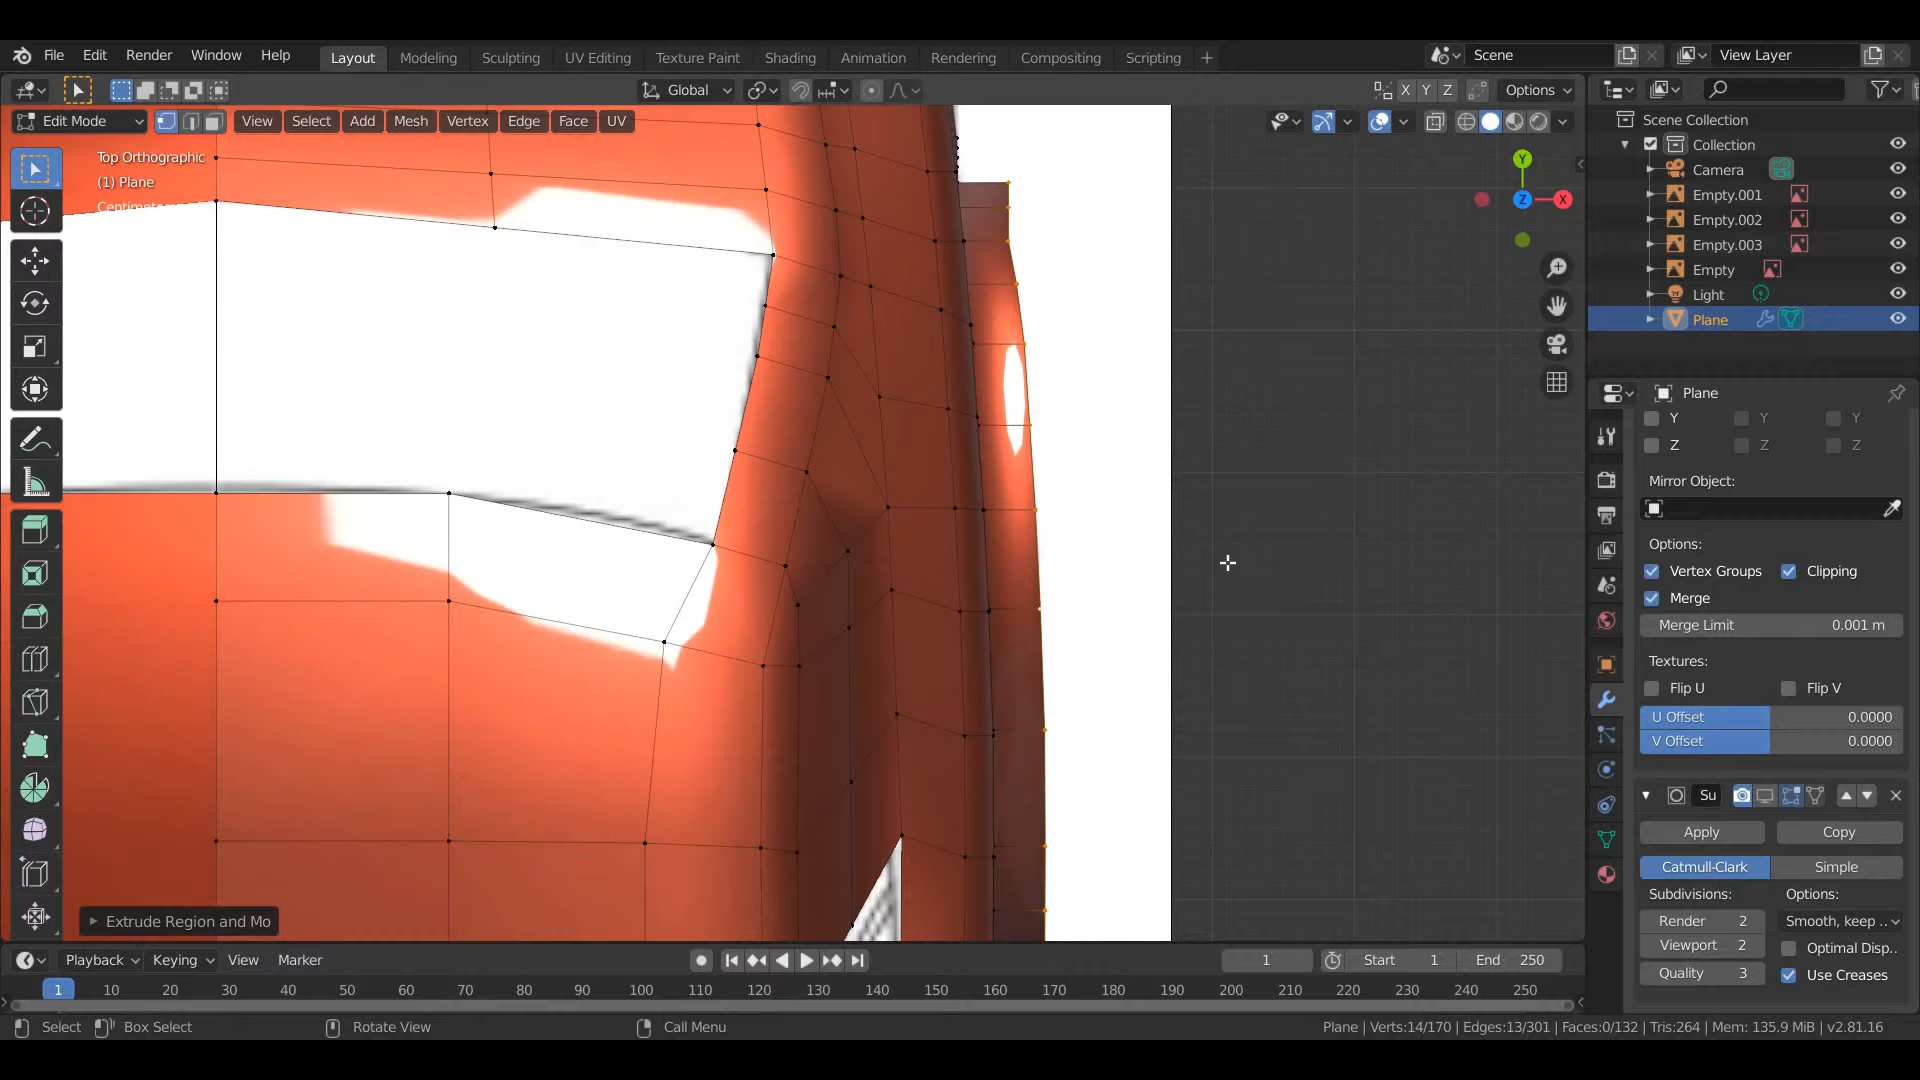 File Edit Render Window Help Layout Modeling Sculpting UV Editing Texture Paint Shading Animation Rendering Compositing Scripting + Scene View Layer
Global X Y Z Options
Edit Mode View Select Add Mesh Vertex Edge Face UV
Top Orthographic
(1) Plane
Centimeters
Y
Z
X
Scene Collection
Collection
Camera
Empty.001
Empty.002
Empty.003
Empty
Light
Plane
Plane
Y Y Y
Z Z Z
Mirror Object:
Options:
Vertex Groups Clipping
Merge
Merge Limit 0.001 m
Textures:
Flip U Flip V
U Offset 0.0000
V Offset 0.0000
Su
Apply Copy
Catmull-Clark Simple
Subdivisions: Options:
Render 2 Smooth, keep ..
Viewport 2 Optimal Disp..
Quality 3 Use Creases
Extrude Region and Mo
Playback Keying View Marker 1 Start 1 End 250
1 10 20 30 40 50 60 70 80 90 100 110 120 130 140 150 160 170 180 190 200 210 220 230 240 250
Select Box Select Rotate View Call Menu Plane | Verts:14/170 | Edges:13/301 | Faces:0/132 | Tris:264 | Mem: 135.9 MiB | v2.81.16